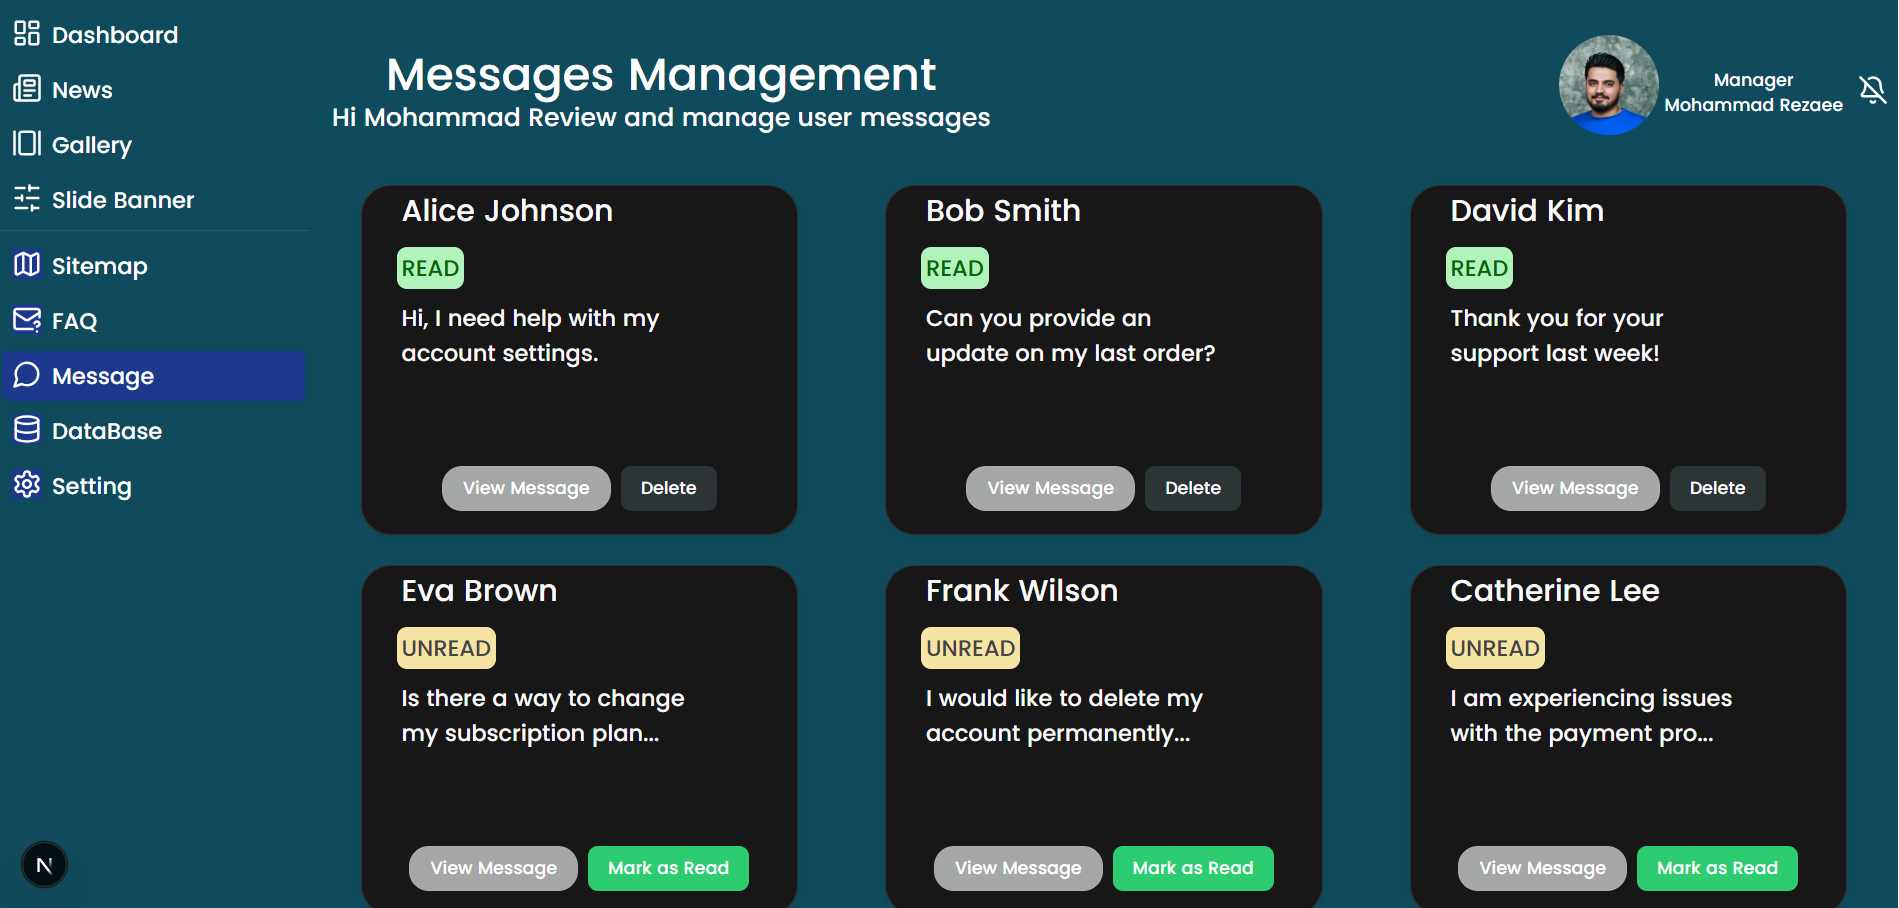 Dashboard
News
Gallery
Slide Banner
Sitemap
FAQ
Message
DataBase
Setting
N
Messages Management
Hi Mohammad Review and manage user messages
Manager
Mohammad Rezaee
Alice Johnson
READ
Hi, I need help with my
account settings.
View Message
Delete
Bob Smith
READ
Can you provide an
update on my last order?
View Message
Delete
David Kim
READ
Thank you for your
support last week!
View Message
Delete
Eva Brown
UNREAD
Is there a way to change
my subscription plan...
View Message
Mark as Read
Frank Wilson
UNREAD
I would like to delete my
account permanently...
View Message
Mark as Read
Catherine Lee
UNREAD
I am experiencing issues
with the payment pro...
View Message
Mark as Read